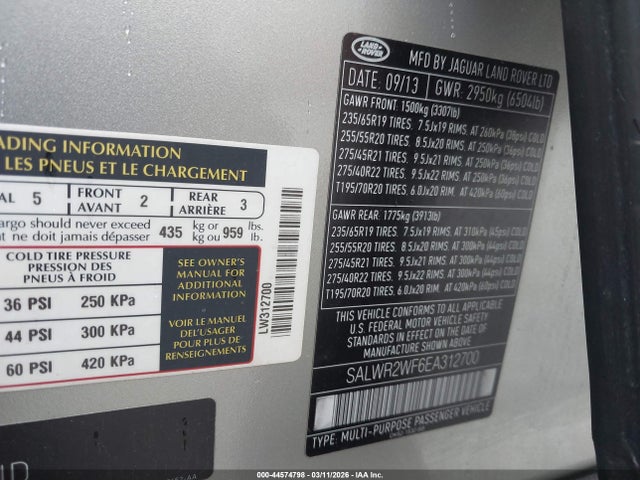 ADING INFORMATION
LES PNEUS ET LE CHARGEMENT
AL 5 FRONT AVANT 2 REAR ARRIÈRE 3
argo should never exceed 435 kg or 959 lbs.
nt ne doit jamais dépasser kg ou lb.
COLD TIRE PRESSURE
PRESSION DES
PNEUS À FROID
36 PSI 250 KPa
44 PSI 300 KPa
60 PSI 420 KPa
SEE OWNER'S
MANUAL FOR
ADDITIONAL
INFORMATION
VOIR LE MANUEL
DEL'USAGER
POUR PLUS DE
RENSEIGNEMENTS
LW312700
LAND ROVER
MFD BY JAGUAR LAND ROVER LTD
DATE: 09/13 GWR: 2950kg (6504lb)
GAWR FRONT: 1500kg (3307lb)
235/65R19 TIRES. 7.5Jx19 RIMS. AT 260kPa (38psi) COLD
255/55R20 TIRES. 8.5Jx20 RIMS. AT 250kPa (36psi) COLD
275/45R21 TIRES. 9.5Jx21 RIMS. AT 250kPa (36psi) COLD
275/40R22 TIRES. 9.5Jx22 RIMS. AT 250kPa (36psi) COLD
T195/70R20 TIRES. 6.0Jx20 RIM. AT 420kPa (60psi) COLD
GAWR REAR: 1775kg (3913lb)
235/65R19 TIRES. 7.5Jx19 RIMS. AT 310kPa (45psi) COLD
255/55R20 TIRES. 8.5Jx20 RIMS. AT 300kPa (44psi) COLD
275/45R21 TIRES. 9.5Jx21 RIMS. AT 300kPa (44psi) COLD
275/40R22 TIRES. 9.5Jx22 RIMS. AT 300kPa (44psi) COLD
T195/70R20 TIRES. 6.0Jx20 RIM. AT 420kPa (60psi) COLD
THIS VEHICLE CONFORMS TO ALL APPLICABLE
U.S. FEDERAL MOTOR VEHICLE SAFETY
STANDARDS IN EFFECT ON THE DATE OF
MANUFACTURE SHOWN ABOVE.
SALWR2WF6EA312700
TYPE: MULTI-PURPOSE PASSENGER VEHICLE
000-44574798 - 03/11/2026 - IAA, Inc.